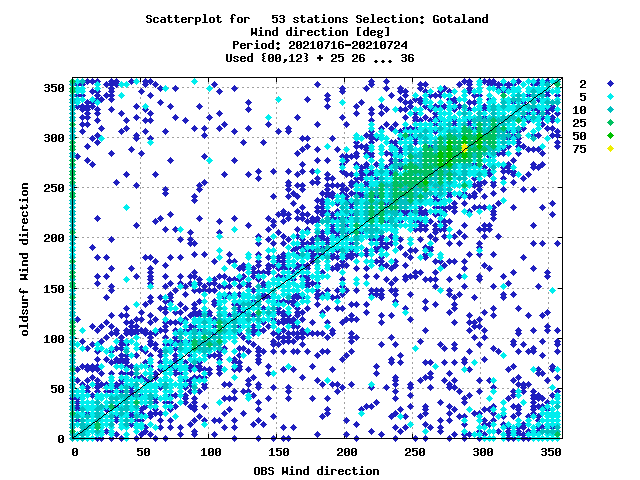 Scatterplot for   53 stations Selection: Gotaland
Wind direction [deg]
Period: 20210716-20210724
Used {00,12} + 25 26 ... 36
2
5
10
25
50
75
oldsurf Wind direction
350
300
250
200
150
100
50
0
0 50 100 150 200 250 300 350
OBS Wind direction